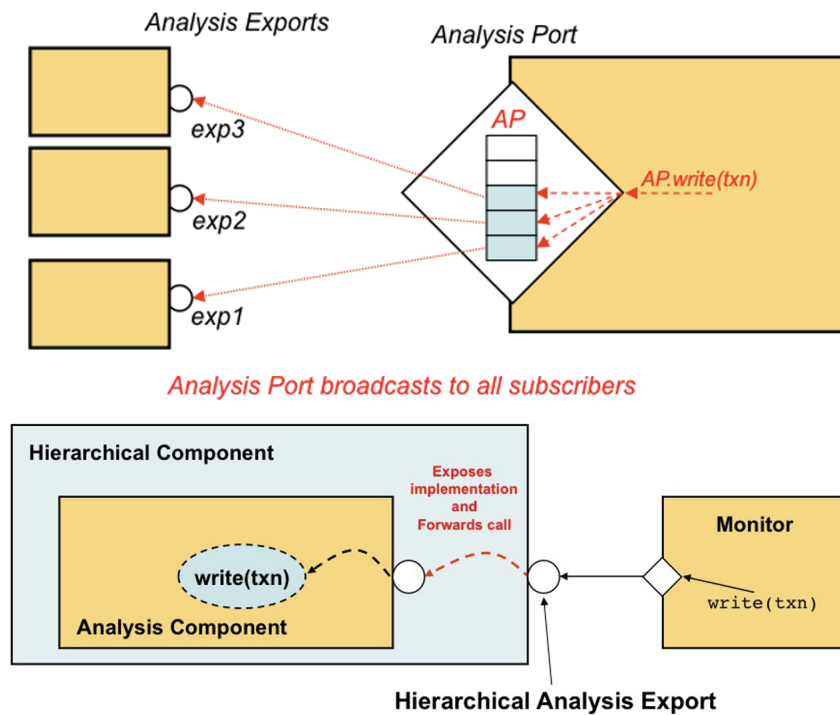 Analysis Exports
Analysis Port
AP
exp3
AP.write(txn)
exp2
exp1
Analysis Port broadcasts to all subscribers
Hierarchical Component
Exposes
implementation
and
Forwards call
Monitor
write(txn)
write(txn)
Analysis Component
Hierarchical Analysis Export